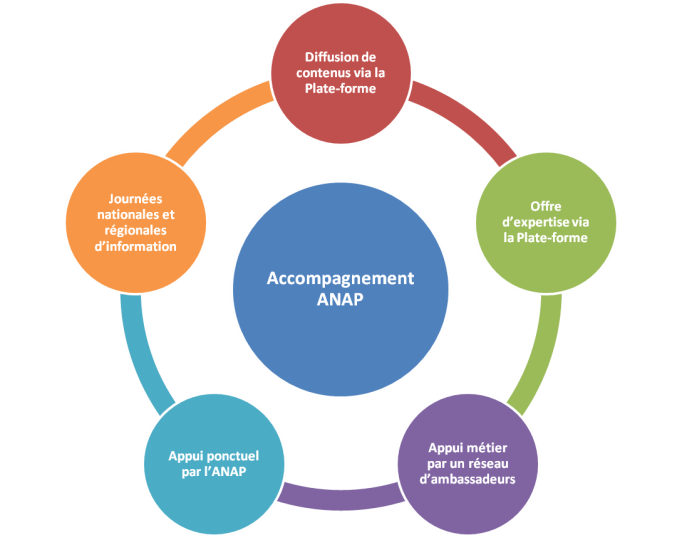 Diffusion de
contenus via la
Plate-forme
Offre
d'expertise via
la Plate-forme
Appui métier
par un réseau
d'ambassadeurs
Appui ponctuel
par l'ANAP
Journées
nationales et
régionales
d'information
Accompagnement
ANAP